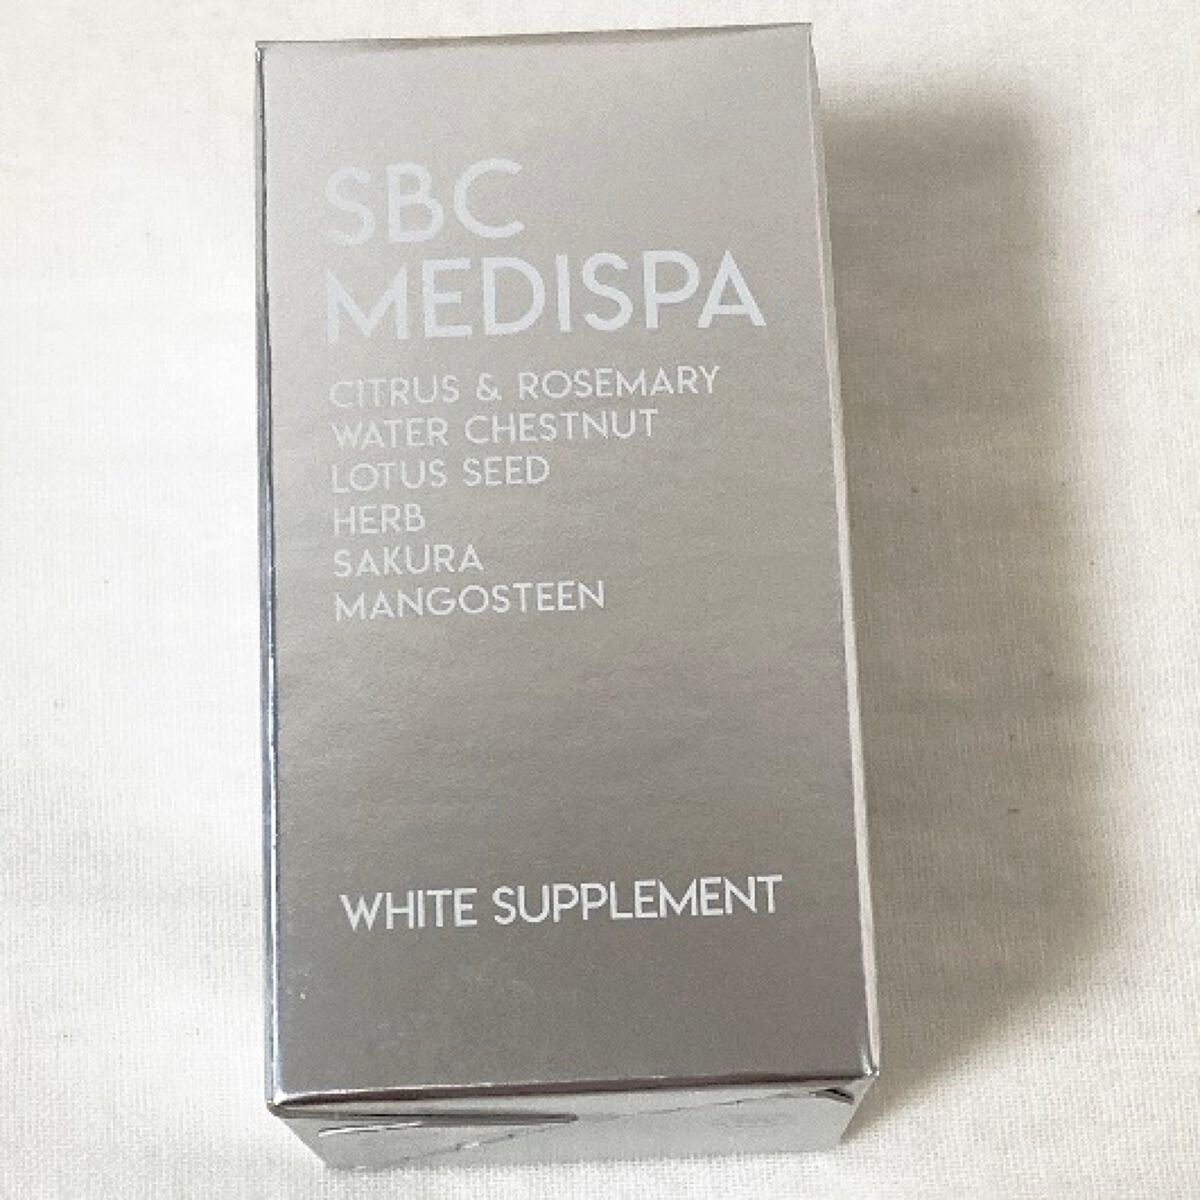 SBC
MEDISPA
CITRUS & ROSEMARY
WATER CHESTNUT
LOTUS SEED
HERB
SAKURA
MANGOSTEEN
WHITE SUPPLEMENT